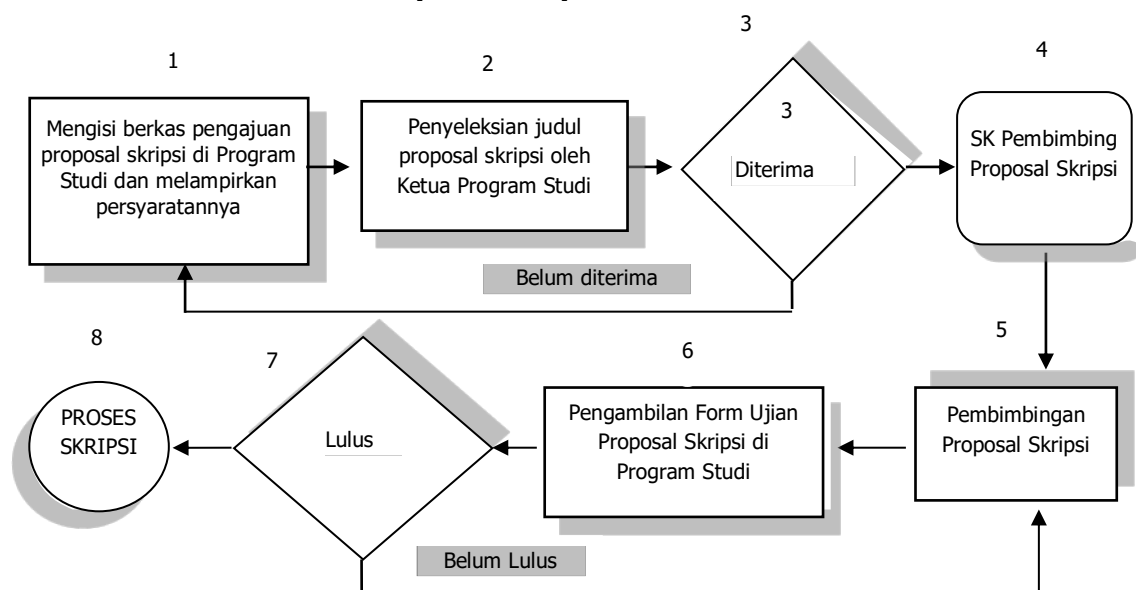 1
Mengisi berkas pengajuan
proposal skripsi di Program
Studi dan melampirkan
persyaratannya
2
Penyeleksian judul
proposal skripsi oleh
Ketua Program Studi
3
3
Diterima
4
SK Pembimbing
Proposal Skripsi
Belum diterima
8
PROSES
SKRIPSI
7
Lulus
6
Pengambilan Form Ujian
Proposal Skripsi di
Program Studi
5
Pembimbingan
Proposal Skripsi
Belum Lulus